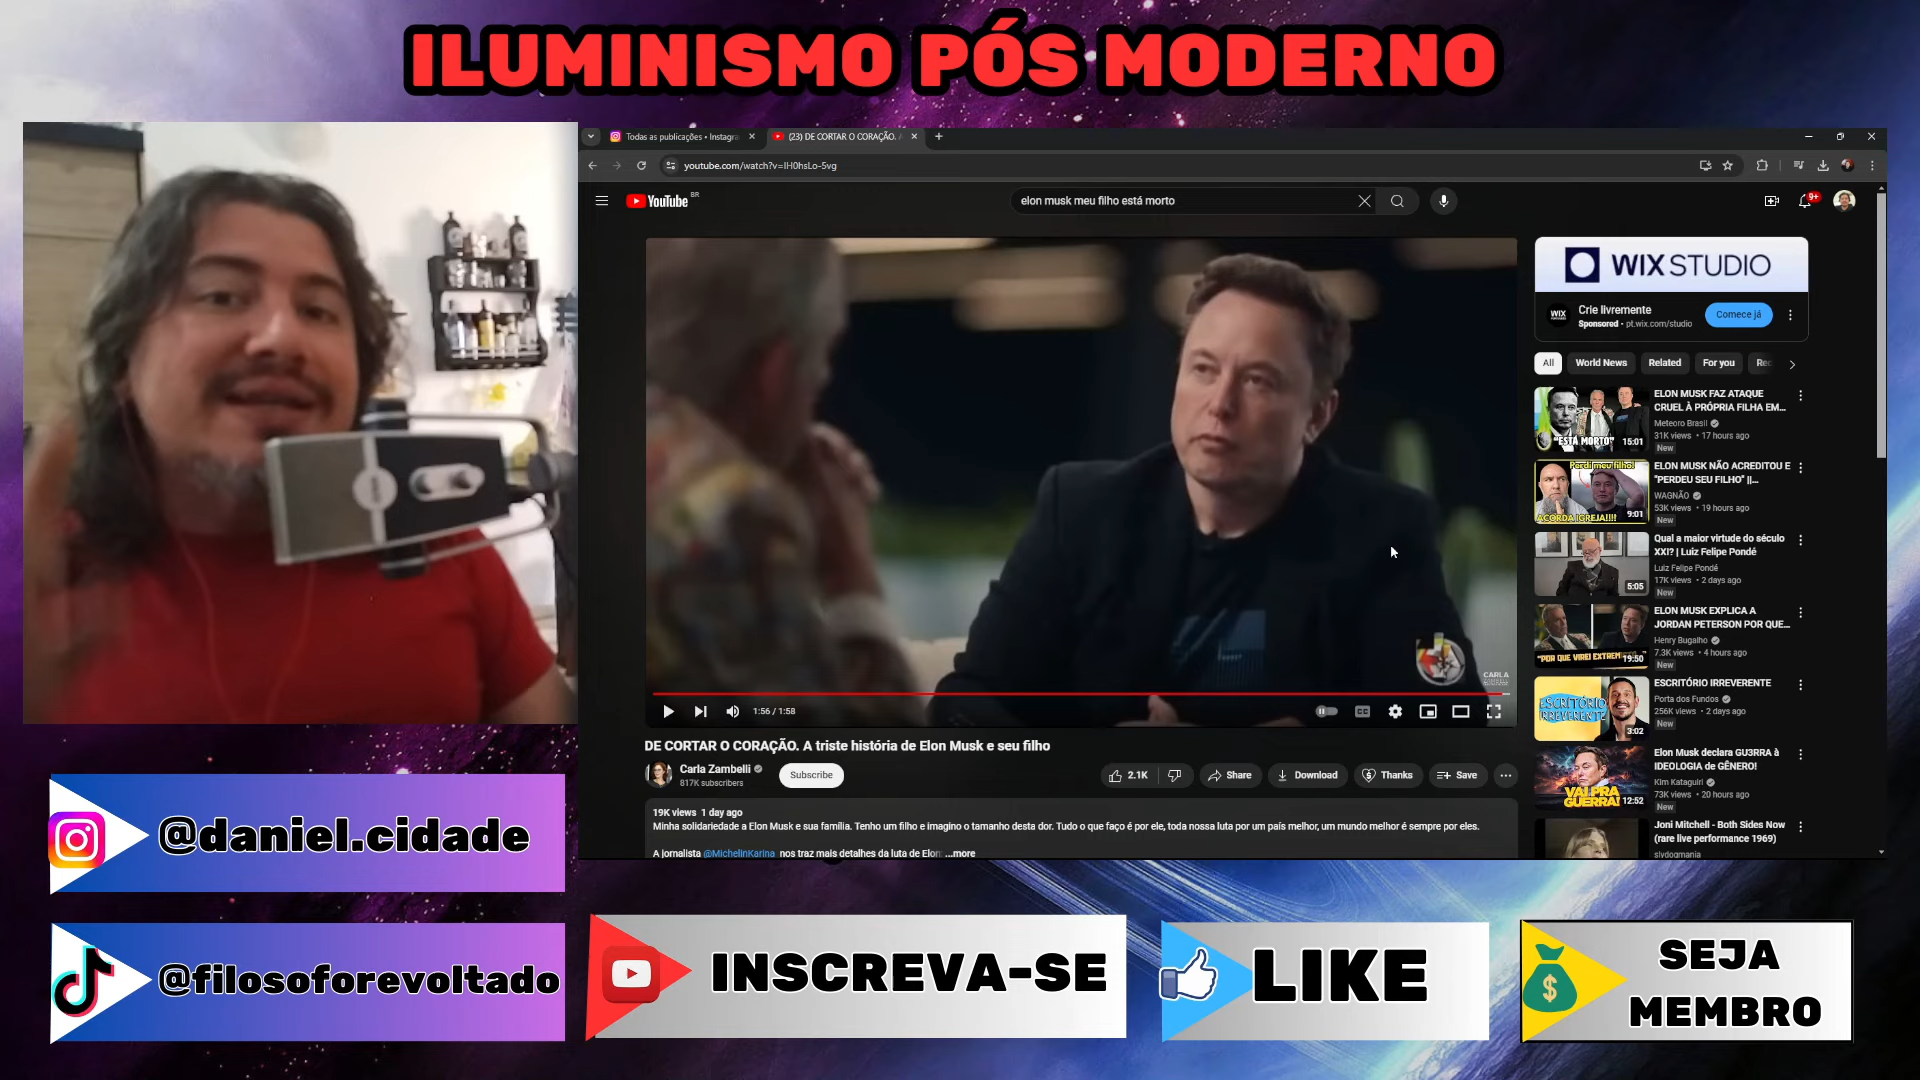 ILUMINISMO PÓS MODERNO
Todas as publicações • Instagra
(23) DE CORTAR O CORAÇÃO. A
youtube.com/watch?v=IH0hsLo-5vg
YouTube BR
elon musk meu filho está morto
9+
WIX STUDIO
WIX
Crie livremente
Sponsored • pt.wix.com/studio
Comece já
All
World News
Related
For you
Rec
"ESTÁ MORTO"
15:01
ELON MUSK FAZ ATAQUE
CRUEL À PRÓPRIA FILHA EM...
Meteoro Brasil
31K views • 17 hours ago
New
Perdi meu filho!
ACORDA IGREJA!!!!
9:01
ELON MUSK NÃO ACREDITOU E
"PERDEU SEU FILHO" ||...
WAGNÃO
53K views • 19 hours ago
New
5:05
Qual a maior virtude do século
XXI? | Luiz Felipe Pondé
Luiz Felipe Pondé
17K views • 2 days ago
New
"POR QUE VIREI EXTREM
19:50
ELON MUSK EXPLICA A
JORDAN PETERSON POR QUE...
Henry Bugalho
7.3K views • 4 hours ago
New
ESCRITÓRIO
IRREVERENTE
3:02
ESCRITÓRIO IRREVERENTE
Porta dos Fundos
256K views • 2 days ago
New
VAI PRA
GUERRA!
12:52
Elon Musk declara GU3RRA à
IDEOLOGIA de GÊNERO!
Kim Kataguiri
73K views • 20 hours ago
New
Joni Mitchell - Both Sides Now
(rare live performance 1969)
slydogmania
CARLA
1:56 / 1:58
CC
DE CORTAR O CORAÇÃO. A triste história de Elon Musk e seu filho
Carla Zambelli
817K subscribers
Subscribe
2.1K
Share
Download
Thanks
Save
19K views 1 day ago
Minha solidariedade a Elon Musk e sua família. Tenho um filho e imagino o tamanho desta dor. Tudo o que faço é por ele, toda nossa luta por um país melhor, um mundo melhor é sempre por eles.
A jornalista @MichelinKarina nos traz mais detalhes da luta de Elon ...more
@daniel.cidade
@filosoforevoltado
INSCREVA-SE
LIKE
SEJA
MEMBRO